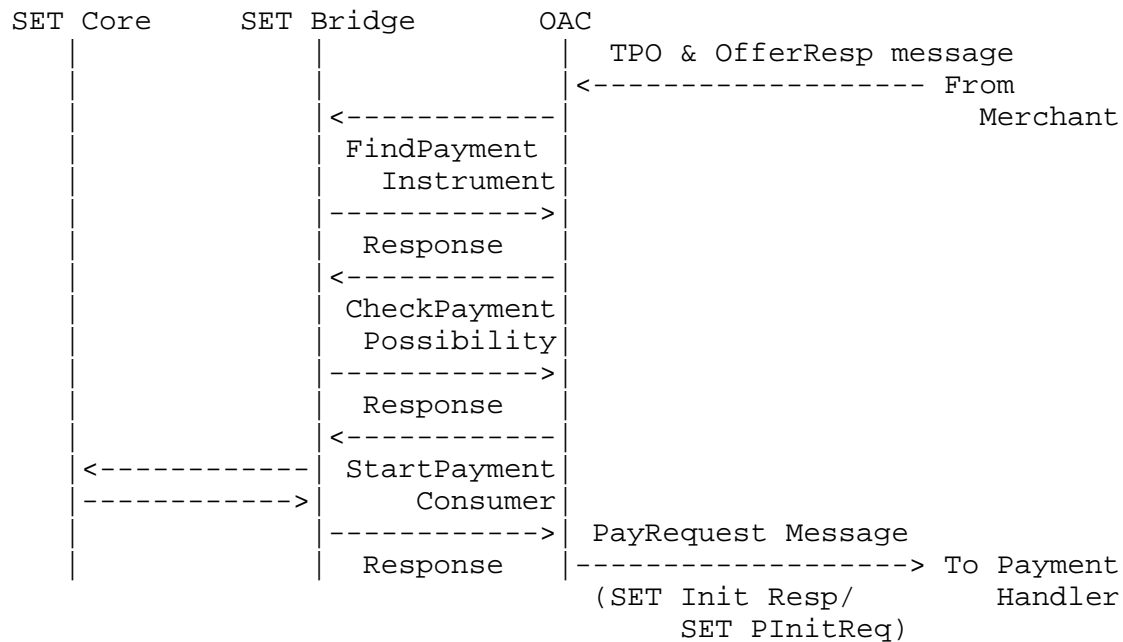 SET Core SET Bridge OAC
TPO & OfferResp message
<------------------- From
<------------ Merchant
FindPayment
Instrument
------------>
Response
<------------
CheckPayment
Possibility
------------>
Response
<------------
<------------ StartPayment
------------> Consumer
------------> PayRequest Message
Response -------------------> To Payment
(SET Init Resp/ Handler
SET PInitReq)